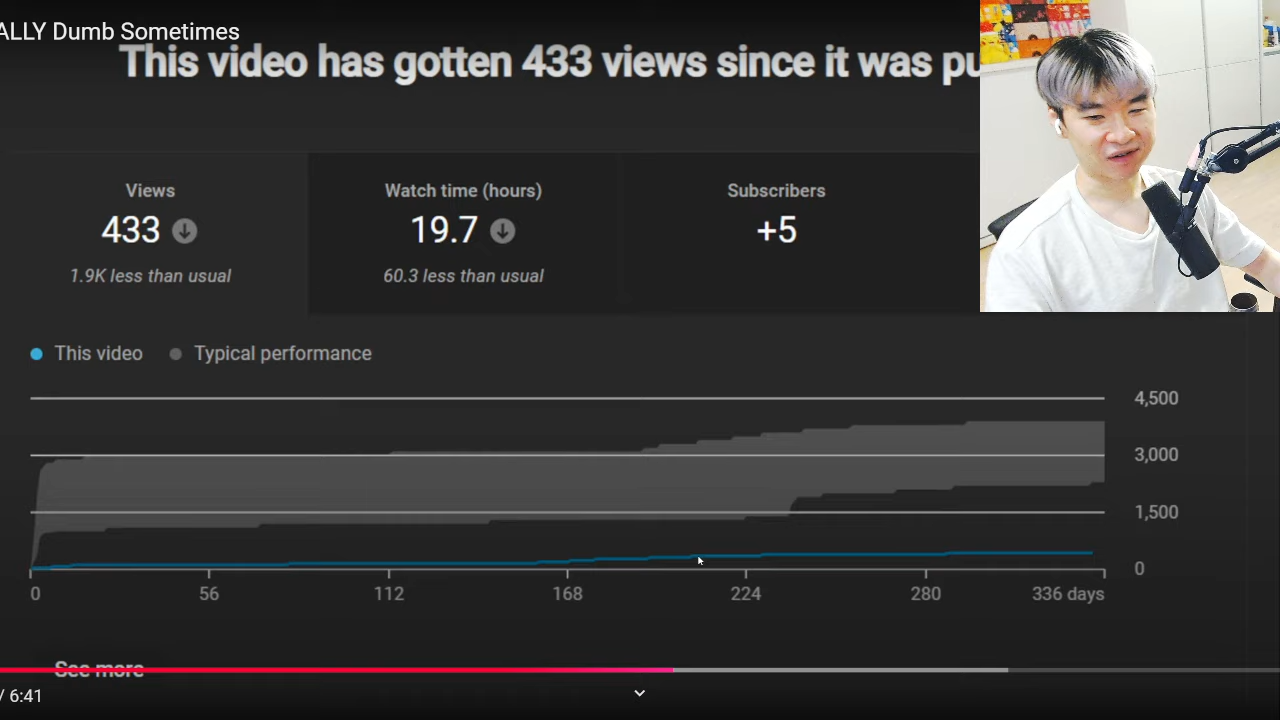 ALLY Dumb Sometimes
This video has gotten 433 views since it was pu
Views
433
1.9K less than usual
Watch time (hours)
19.7
60.3 less than usual
Subscribers
+5
This video
Typical performance
4,500
3,000
1,500
0
0 56 112 168 224 280 336 days
See more
/ 6:41